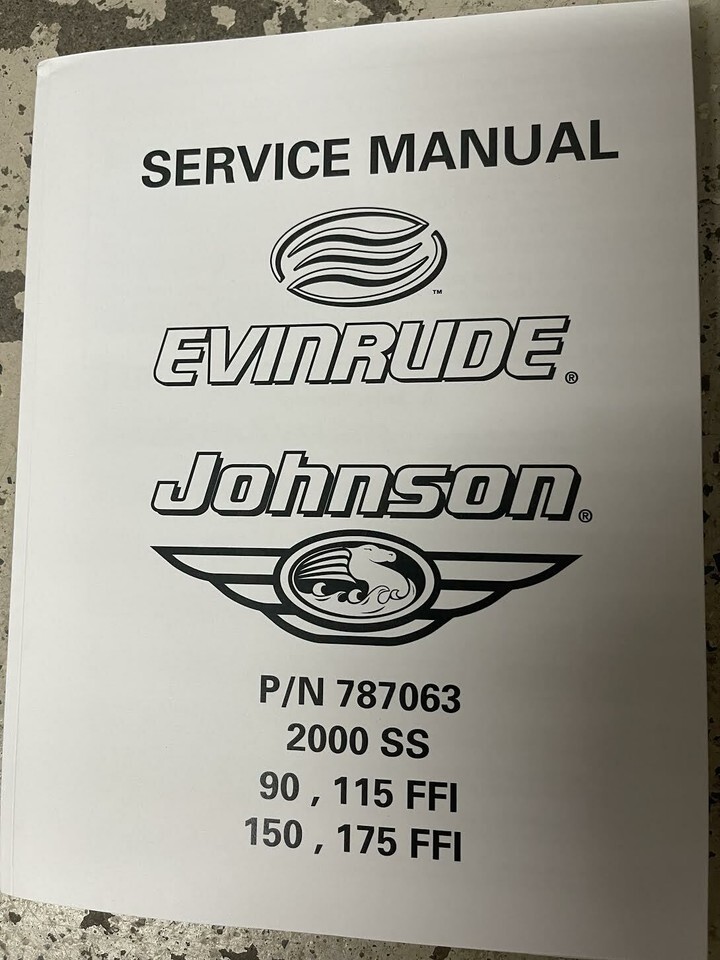 SERVICE MANUAL
™
EVINRUDE®
Johnson®
P/N 787063
2000 SS
90 , 115 FFI
150 , 175 FFI